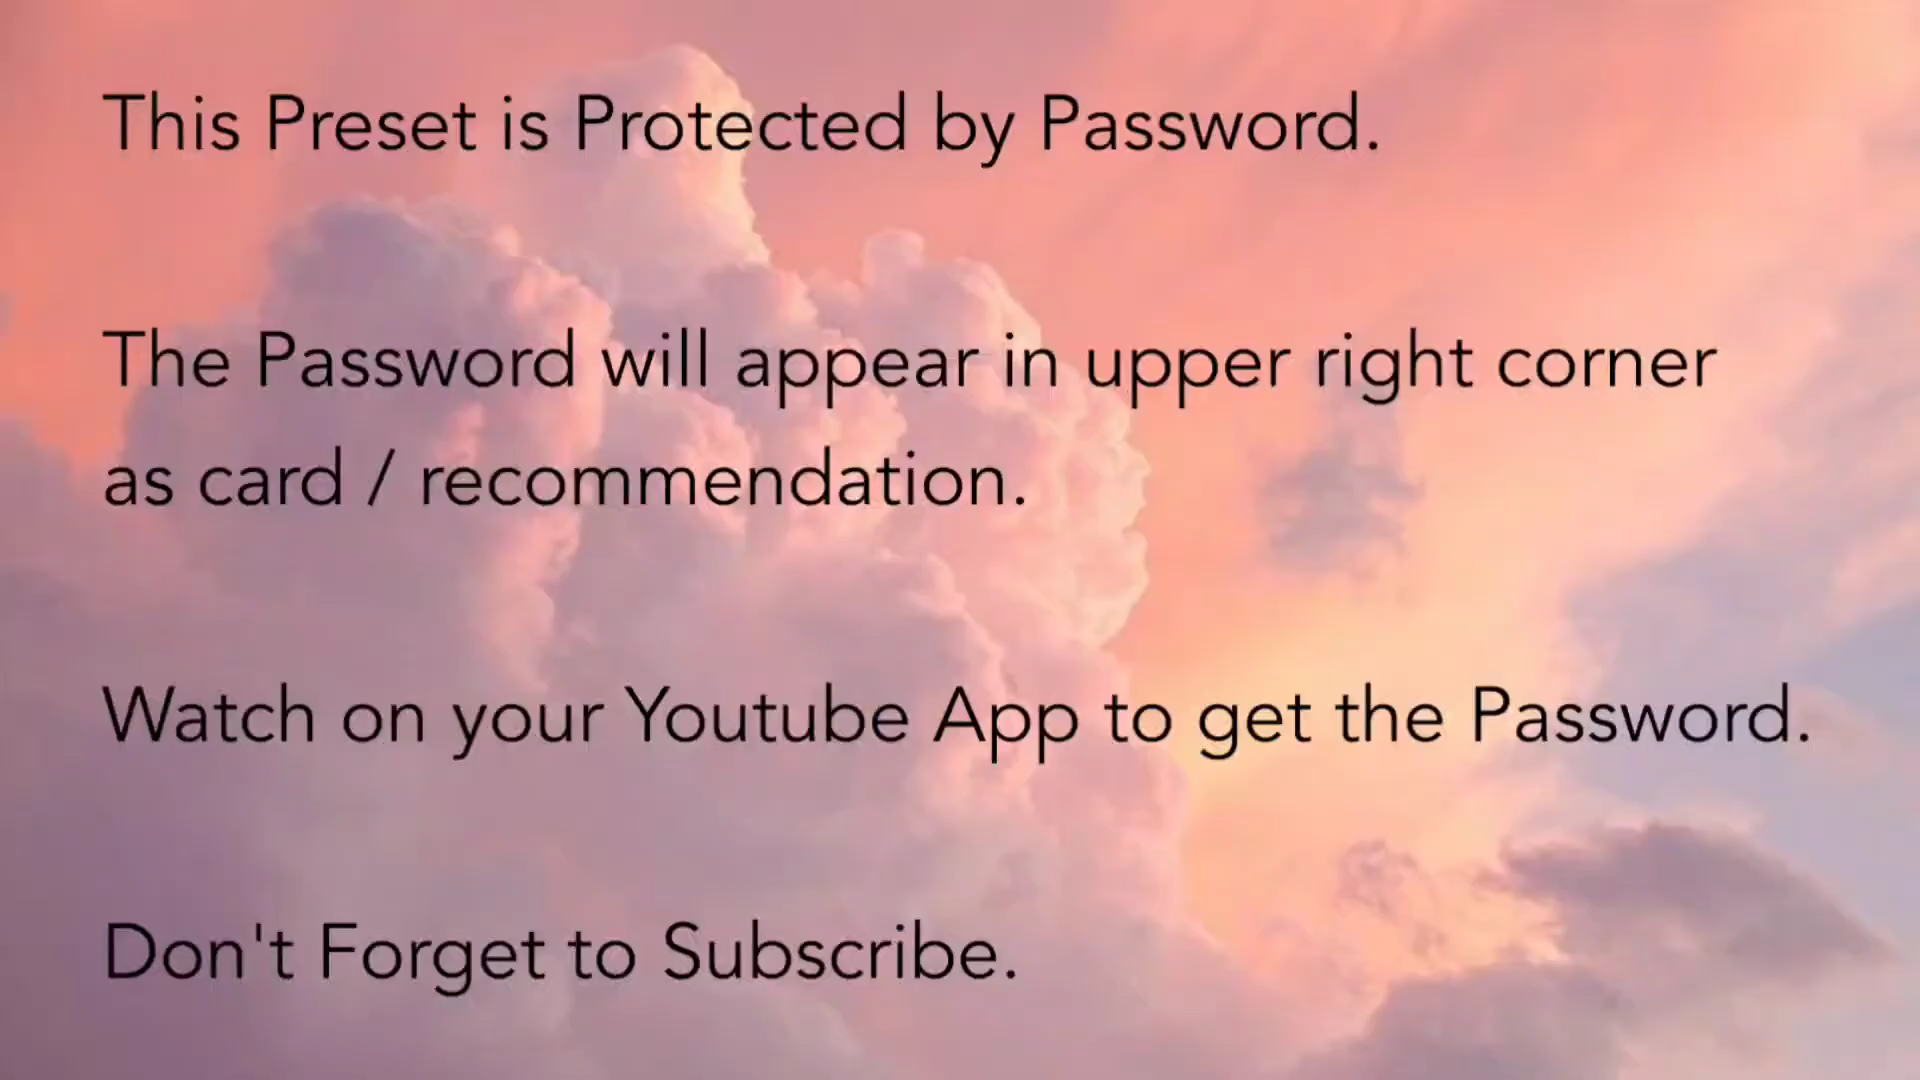 This Preset is Protected by Password.
The Password will appear in upper right corner
as card / recommendation.
Watch on your Youtube App to get the Password.
Don't Forget to Subscribe.